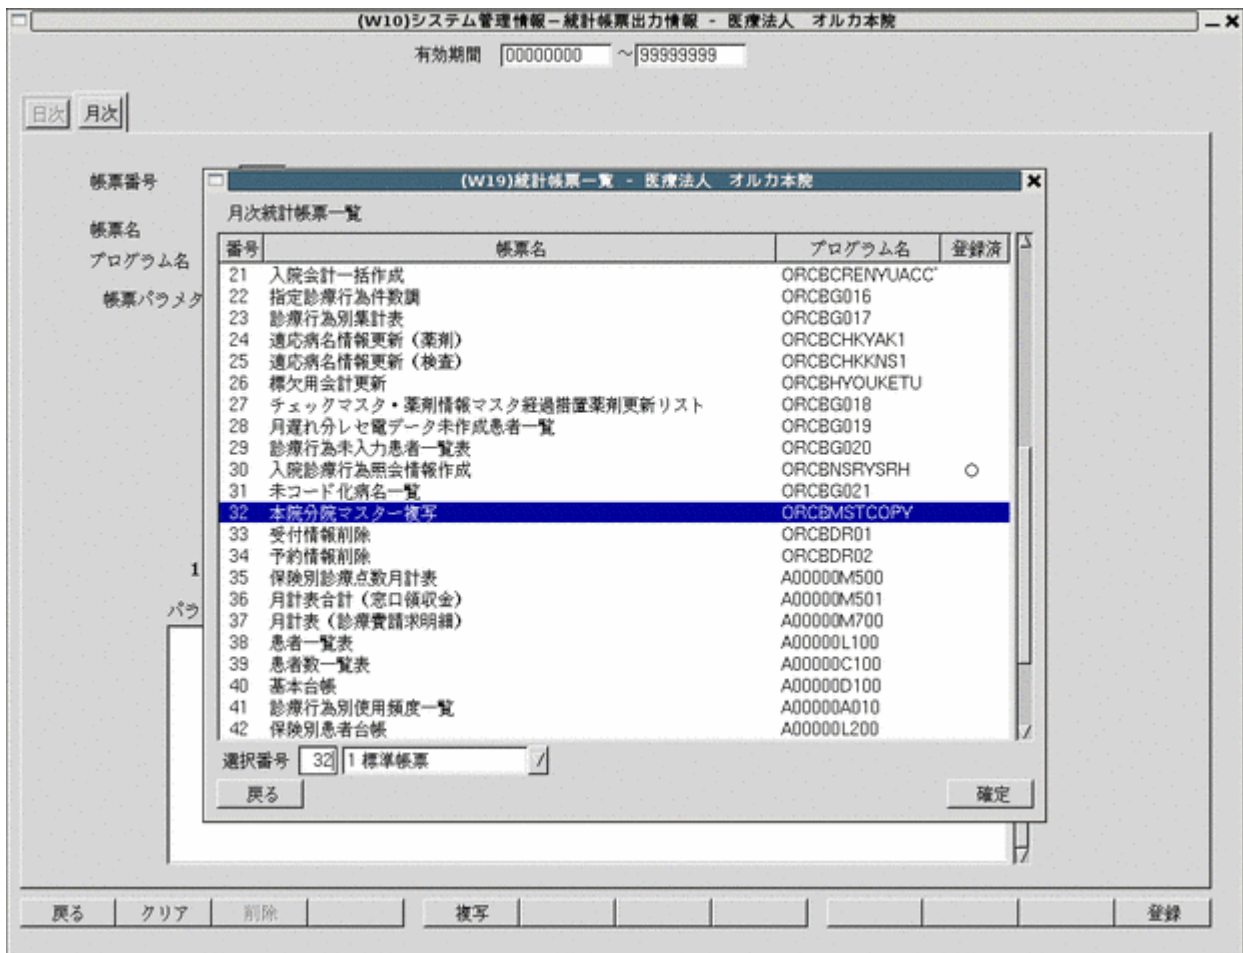 (W10)システム管理情報－統計帳票出力情報 - 医療法人　オルカ本院
有効期間 00000000 ～ 99999999
日次 月次
帳票番号
帳票名
プログラム名
帳票パラメタ
1
パラ
(W19)統計帳票一覧 - 医療法人　オルカ本院
月次統計帳票一覧
番号 帳票名 プログラム名 登録済
21 入院会計一括作成 ORCBCRENYUACC
22 指定診療行為件数調 ORCBG016
23 診療行為別集計表 ORCBG017
24 適応病名情報更新（薬剤） ORCBCHKYAK1
25 適応病名情報更新（検査） ORCBCHKKNS1
26 標欠用会計更新 ORCBHYOUKETU
27 チェックマスタ・薬剤情報マスタ経過措置薬剤更新リスト ORCBG018
28 月遅れ分レセ電データ未作成患者一覧 ORCBG019
29 診療行為未入力患者一覧表 ORCBG020
30 入院診療行為照会情報作成 ORCBNSRYSRH ○
31 未コード化病名一覧 ORCBG021
32 本院分院マスター複写 ORCBMSTCOPY
33 受付情報削除 ORCBDR01
34 予約情報削除 ORCBDR02
35 保険別診療点数月計表 A00000M500
36 月計表合計（窓口領収金） A00000M501
37 月計表（診療費請求明細） A00000M700
38 患者一覧表 A00000L100
39 患者数一覧表 A00000C100
40 基本台帳 A00000D100
41 診療行為別使用頻度一覧 A00000A010
42 保険別患者台帳 A00000L200
選択番号 32 1 標準帳票
戻る 確定
戻る クリア 削除 複写 登録